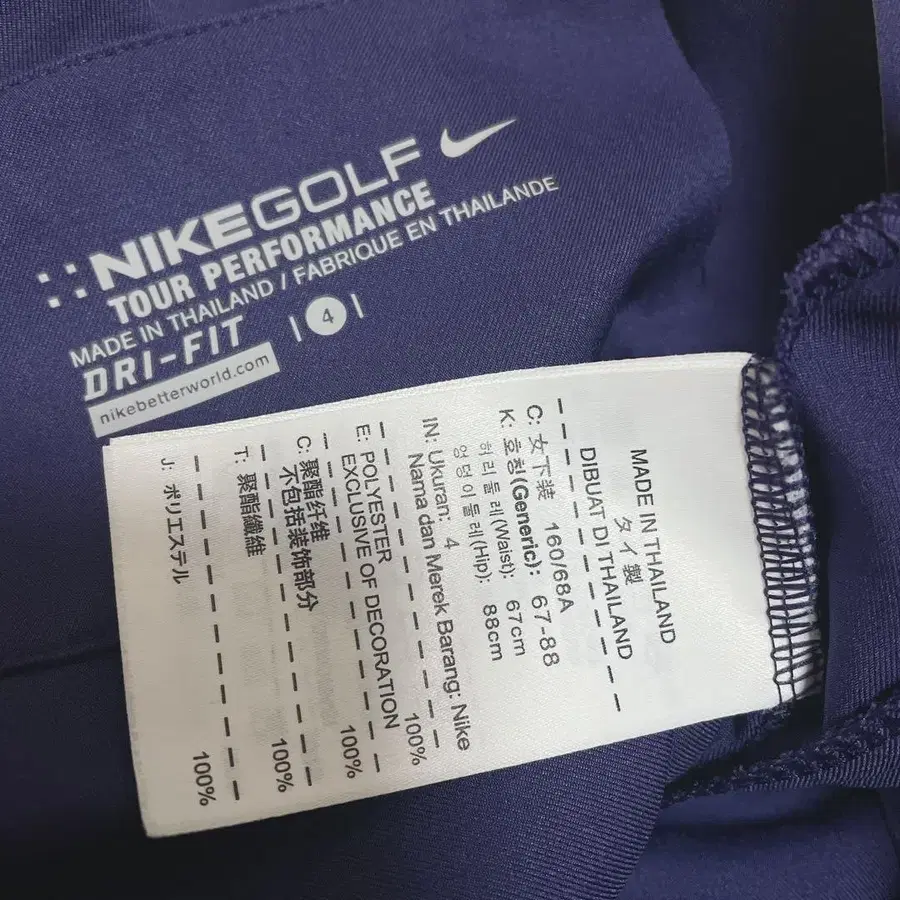 NIKEGOLF
TOUR PERFORMANCE
MADE IN THAILAND / FABRIQUE EN THAILANDE
DRI-FIT | 4 |
nikebetterworld.com
MADE IN THAILAND
タイ製
DIBUAT DI THAILAND
C: 女下装 160/68A
K: 호칭(Generic): 67-88
허리둘레(Waist): 67cm
엉덩이둘레(Hip): 88cm
IN: Ukuran: 4
Nama dan Merek Barang: Nike
E: POLYESTER 100%
EXCLUSIVE OF DECORATION
C: 聚酯纤维 100%
不包括装饰部分
T: 聚酯纖維 100%
J: ポリエステル 100%